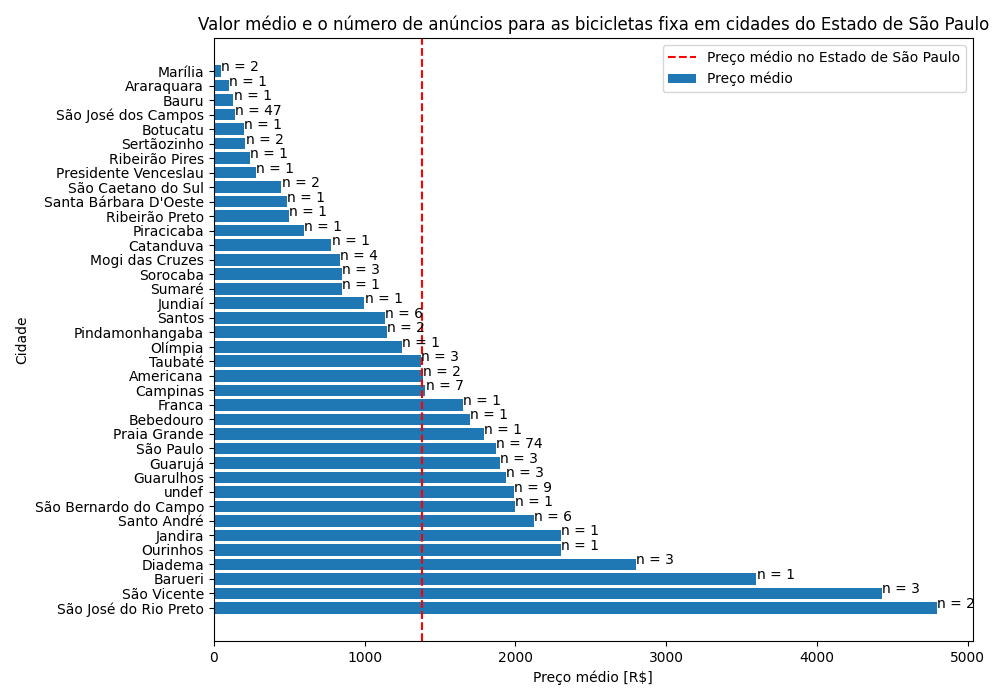 Valor médio e o número de anúncios para as bicicletas fixa em cidades do Estado de São Paulo
Preço médio no Estado de São Paulo
Preço médio
Marília n = 2
Araraquara n = 1
Bauru n = 1
São José dos Campos n = 47
Botucatu n = 1
Sertãozinho n = 2
Ribeirão Pires n = 1
Presidente Venceslau n = 1
São Caetano do Sul n = 2
Santa Bárbara D'Oeste n = 1
Ribeirão Preto n = 1
Piracicaba n = 1
Catanduva n = 1
Mogi das Cruzes n = 4
Sorocaba n = 3
Sumaré n = 1
Jundiaí n = 1
Santos n = 6
Pindamonhangaba n = 2
Olímpia n = 1
Taubaté n = 3
Americana n = 2
Campinas n = 7
Franca n = 1
Bebedouro n = 1
Praia Grande n = 1
São Paulo n = 74
Guarujá n = 3
Guarulhos n = 3
undef n = 9
São Bernardo do Campo n = 1
Santo André n = 6
Jandira n = 1
Ourinhos n = 1
Diadema n = 3
Barueri n = 1
São Vicente n = 3
São José do Rio Preto n = 2
Cidade
0 1000 2000 3000 4000 5000
Preço médio [R$]